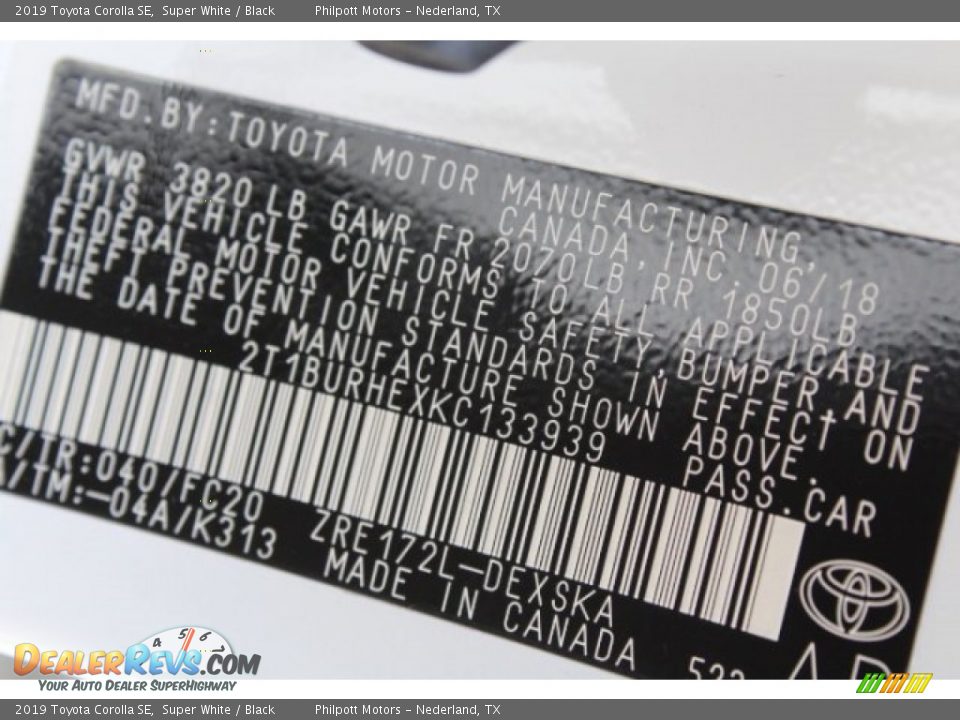 2019 Toyota Corolla SE, Super White / Black Philpott Motors - Nederland, TX
MFD.BY:TOYOTA MOTOR MANUFACTURING,
CANADA, INC. 06/18
GVWR 3820 LB GAWR FR 2070LB, RR 1850LB
THIS VEHICLE CONFORMS TO ALL APPLICABLE
FEDERAL MOTOR VEHICLE SAFETY, BUMPER AND
THEFT PREVENTION STANDARDS IN EFFECT ON
THE DATE OF MANUFACTURE SHOWN ABOVE.
2T1BURHEXKC133939 PASS.CAR
C/TR:040/FC20 ZRE172L-DEXSKA
A/TM:-04A/K313 MADE IN CANADA
4 5 6
DEALERREVS.COM
YOUR AUTO DEALER SUPERHIGHWAY
2019 Toyota Corolla SE, Super White / Black Philpott Motors - Nederland, TX